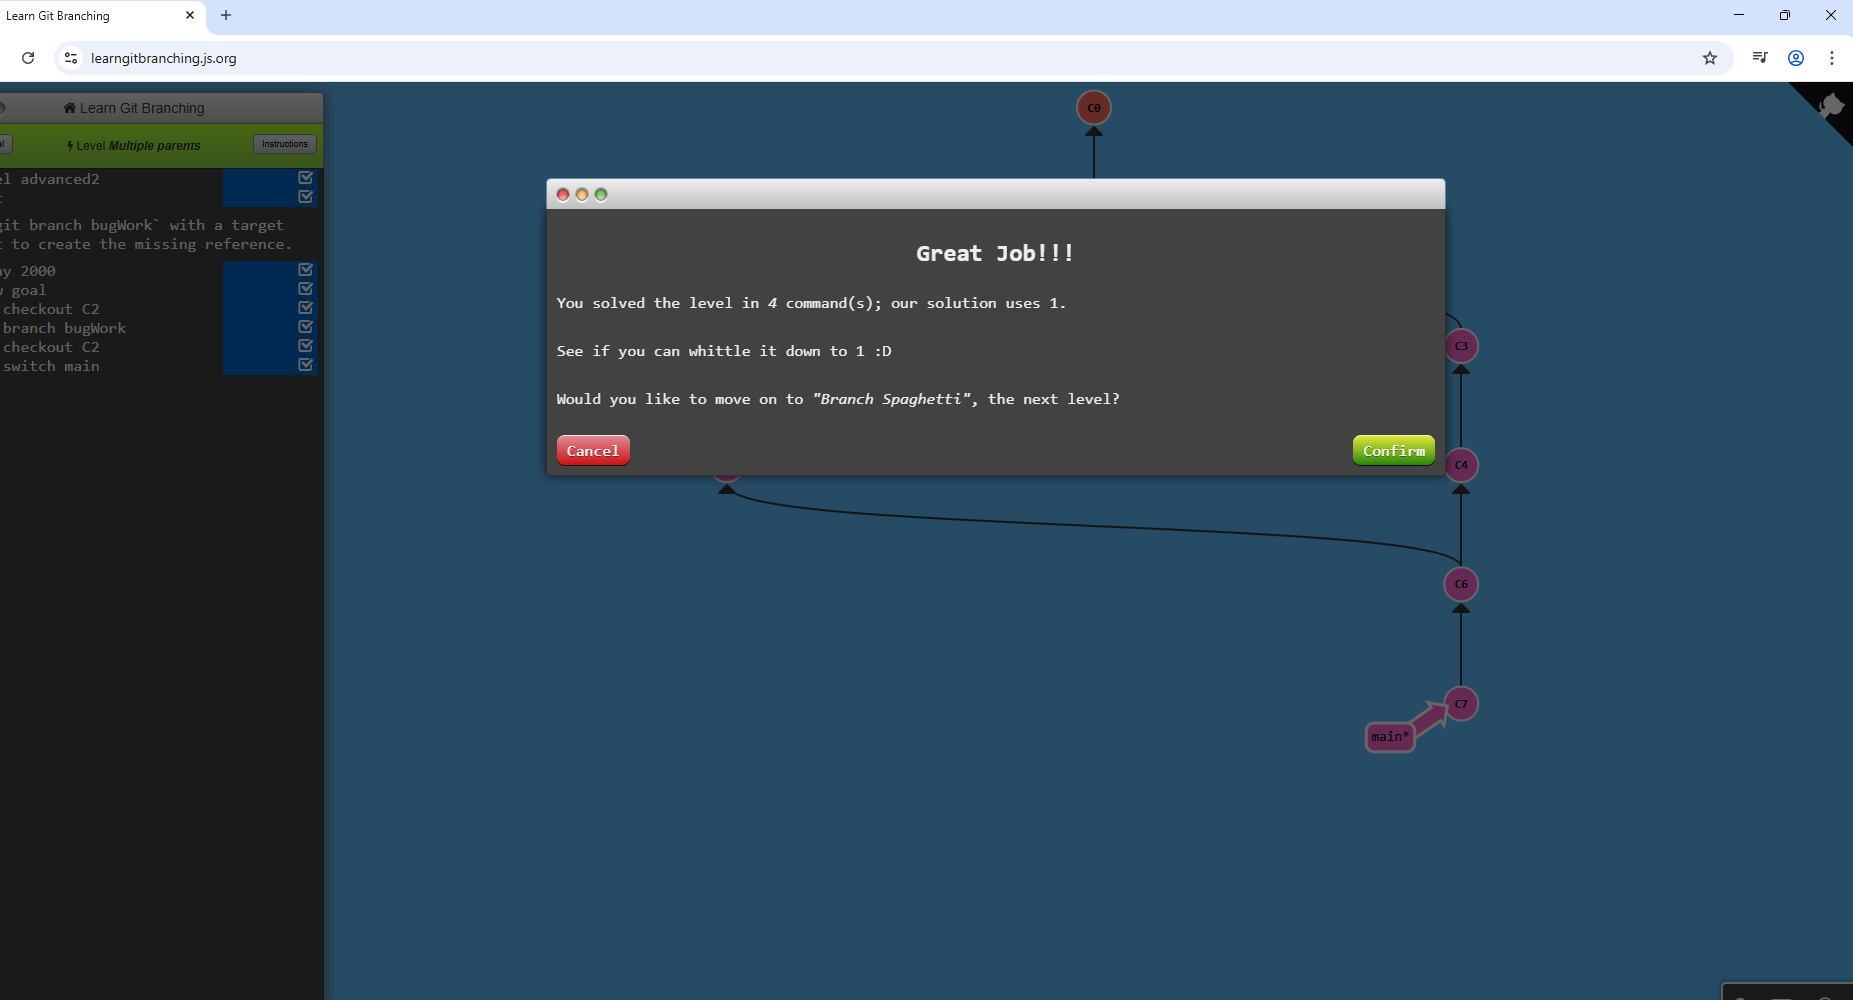 Learn Git Branching
learngitbranching.js.org
Learn Git Branching
Level Multiple parents
Instructions
advanced2
git branch bugWork` with a target
to create the missing reference.
2000
goal
checkout C2
branch bugWork
checkout C2
switch main
C0
Great Job!!!
You solved the level in 4 command(s); our solution uses 1.
See if you can whittle it down to 1 :D
Would you like to move on to "Branch Spaghetti", the next level?
Cancel
Confirm
C3
C4
C6
C7
main*